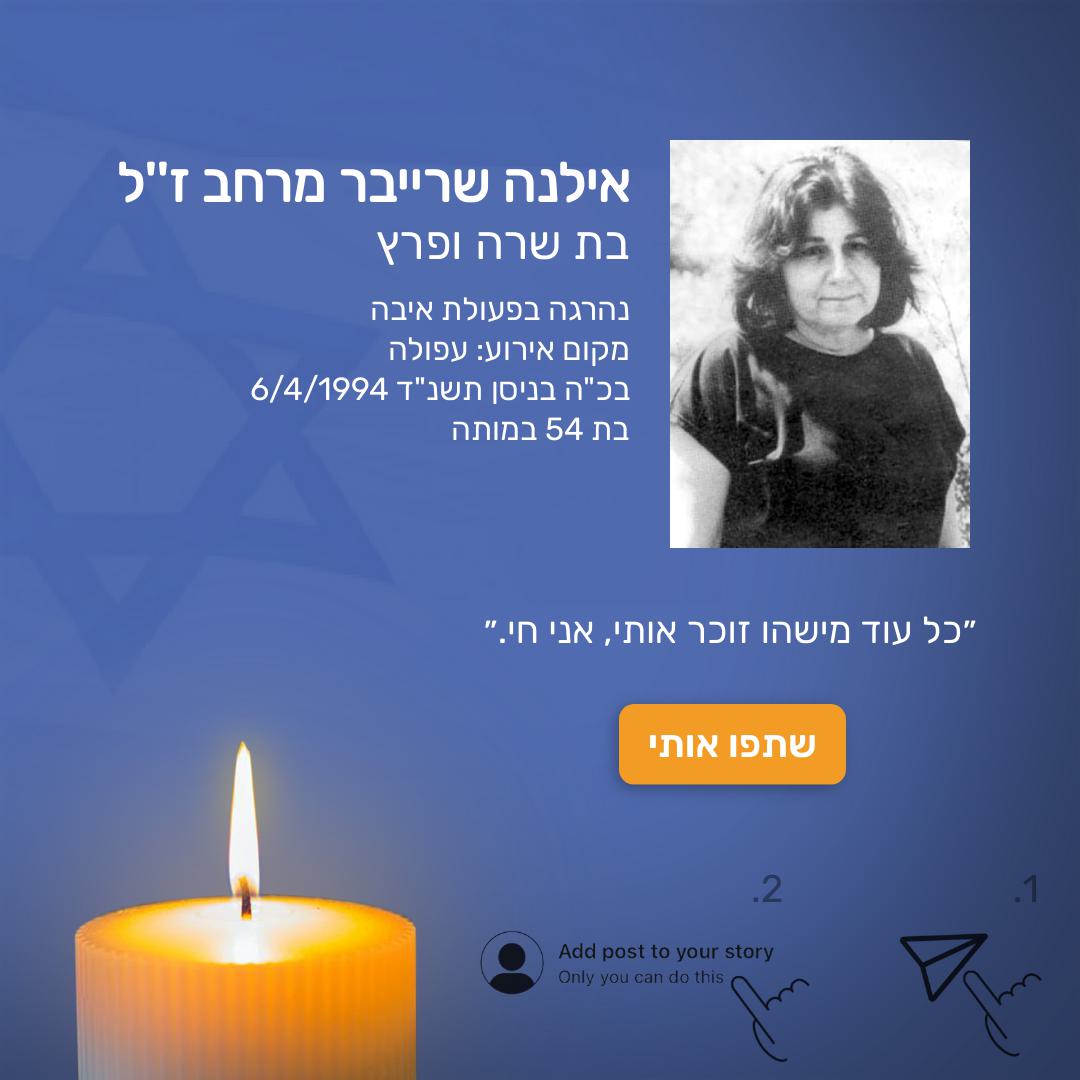 אילנה שרייבר מרחב ז"ל
בת שרה ופרץ
נהרגה בפעולת איבה
מקום אירוע: עפולה
בכ"ה בניסן תשנ"ד 6/4/1994
בת 54 במותה
״כל עוד מישהו זוכר אותי, אני חי.״
שתפו אותי
1.
2.
Add post to your story
Only you can do this